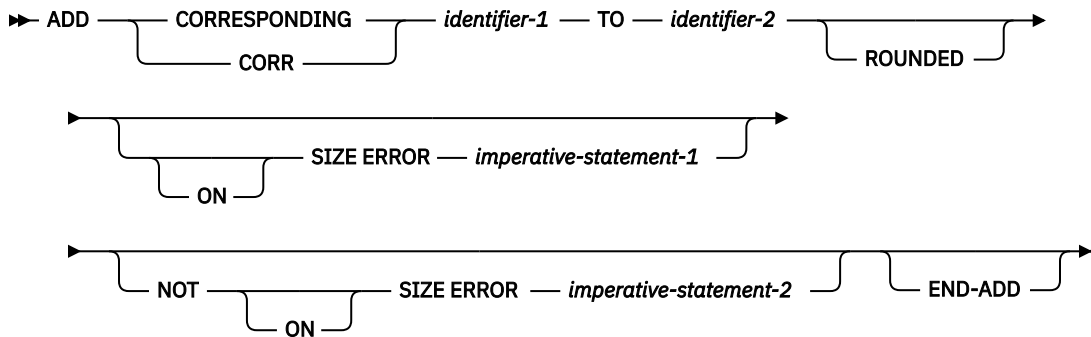 ADD CORRESPONDING identifier-1 TO identifier-2
CORR ROUNDED
SIZE ERROR imperative-statement-1
ON
NOT SIZE ERROR imperative-statement-2 END-ADD
ON